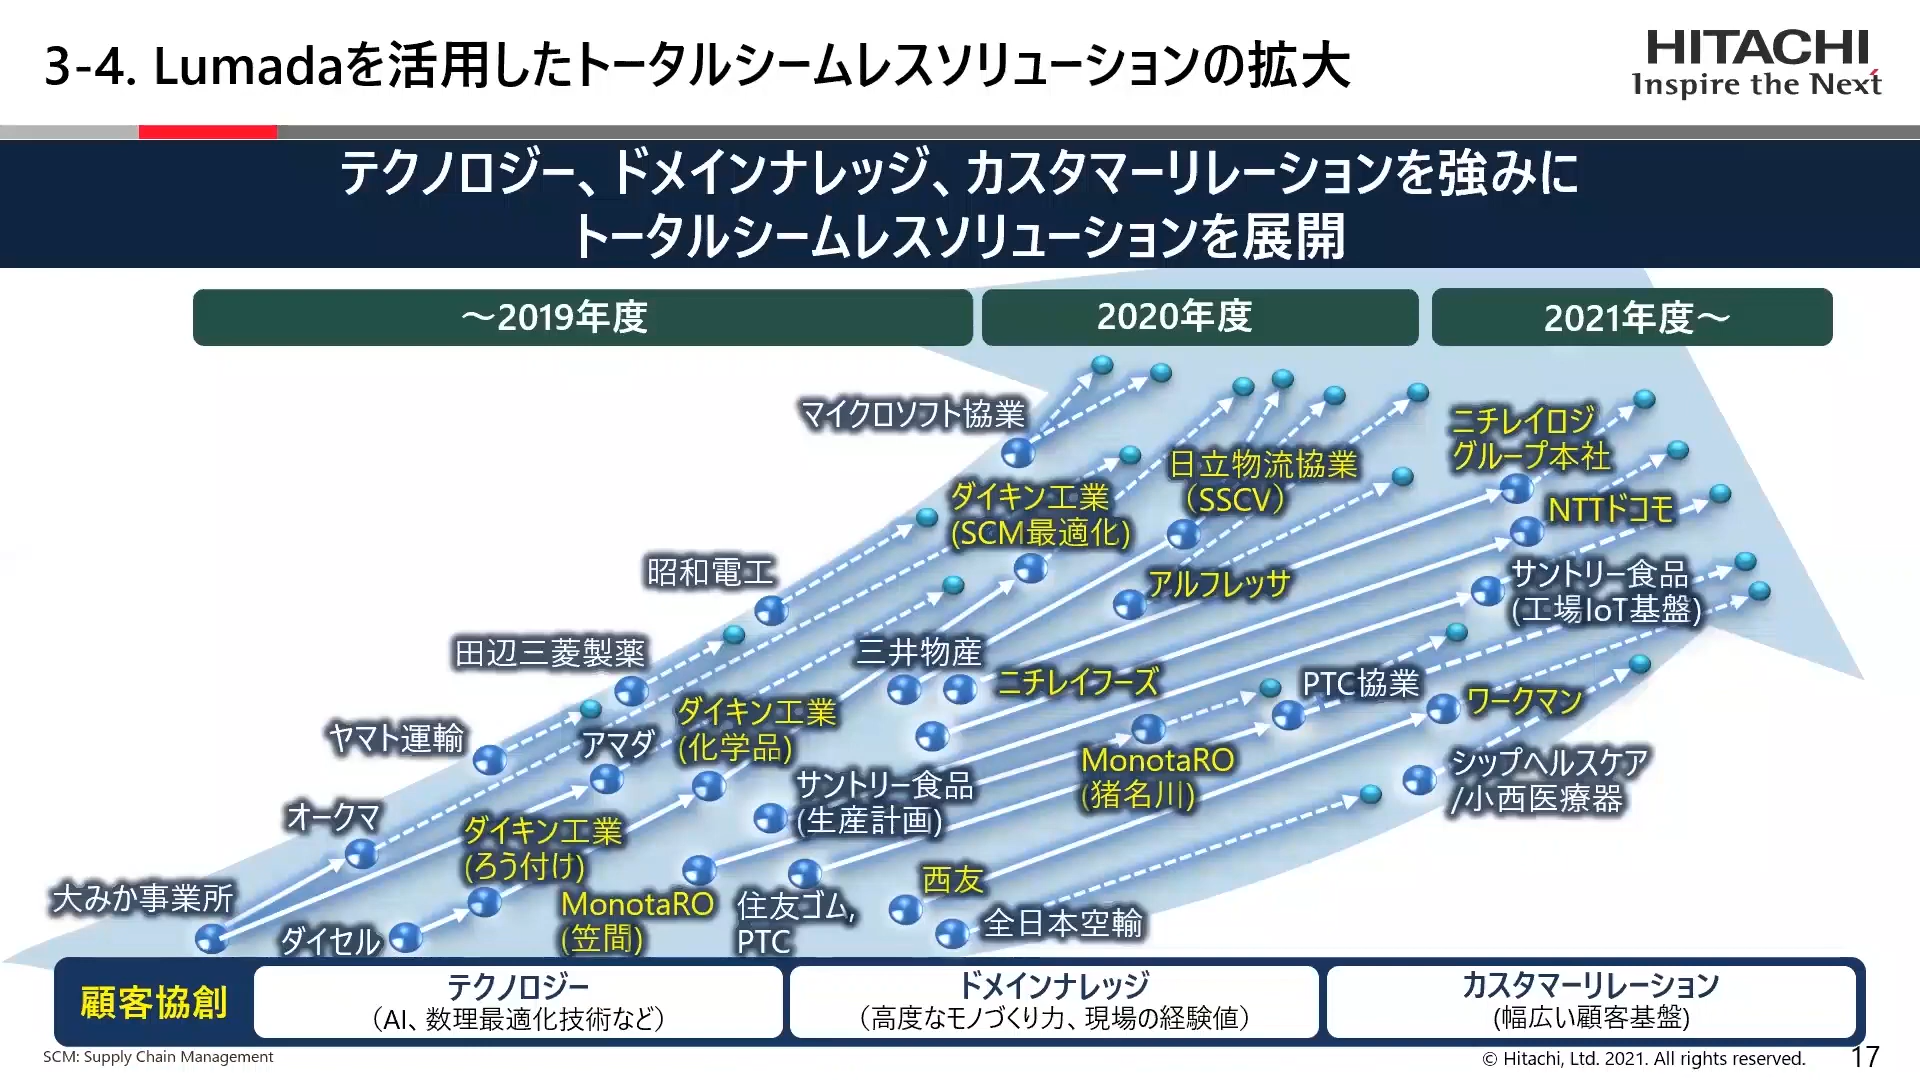 3-4. Lumadaを活用したトータルシームレスソリューションの拡大
HITACHI
Inspire the Next
テクノロジー、ドメインナレッジ、カスタマーリレーションを強みに
トータルシームレスソリューションを展開
～2019年度
2020年度
2021年度～
マイクロソフト協業
ニチレイロジ
グループ本社
日立物流協業
（SSCV）
ダイキン工業
(SCM最適化)
NTTドコモ
昭和電工
アルフレッサ
サントリー食品
(工場IoT基盤)
田辺三菱製薬
三井物産
ニチレイフーズ
PTC協業
ワークマン
ダイキン工業
(化学品)
ヤマト運輸
アマダ
MonotaRO
(猪名川)
シップヘルスケア
/小西医療器
サントリー食品
(生産計画)
オークマ
ダイキン工業
(ろう付け)
西友
大みか事業所
MonotaRO
(笠間)
住友ゴム,
PTC
全日本空輸
ダイセル
顧客協創
テクノロジー
（AI、数理最適化技術など）
ドメインナレッジ
（高度なモノづくり力、現場の経験値）
カスタマーリレーション
(幅広い顧客基盤)
SCM: Supply Chain Management
© Hitachi, Ltd. 2021. All rights reserved.
17